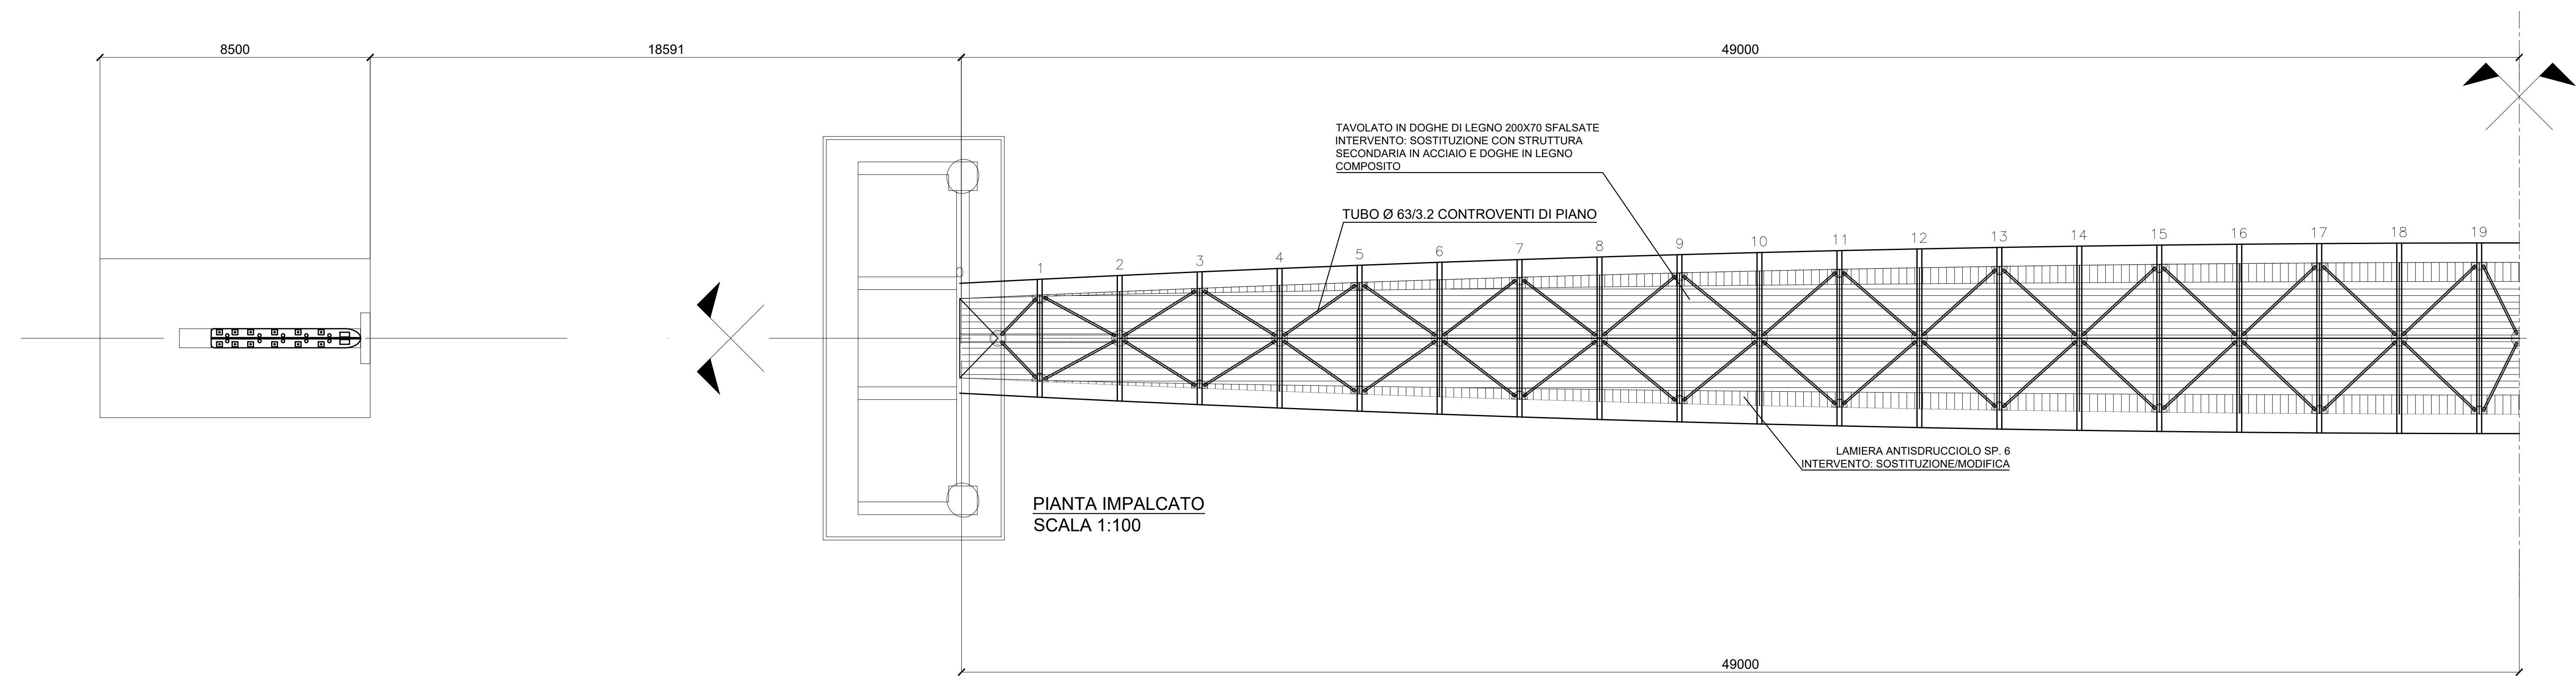 8500
18591
49000
TAVOLATO IN DOGHE DI LEGNO 200X70 SFALSATE
INTERVENTO: SOSTITUZIONE CON STRUTTURA
SECONDARIA IN ACCIAIO E DOGHE IN LEGNO
COMPOSITO
TUBO Ø 63/3.2 CONTROVENTI DI PIANO
0
1
2
3
4
5
6
7
8
9
10
11
12
13
14
15
16
17
18
19
LAMIERA ANTISDRUCCIOLO SP. 6
INTERVENTO: SOSTITUZIONE/MODIFICA
PIANTA IMPALCATO
SCALA 1:100
49000